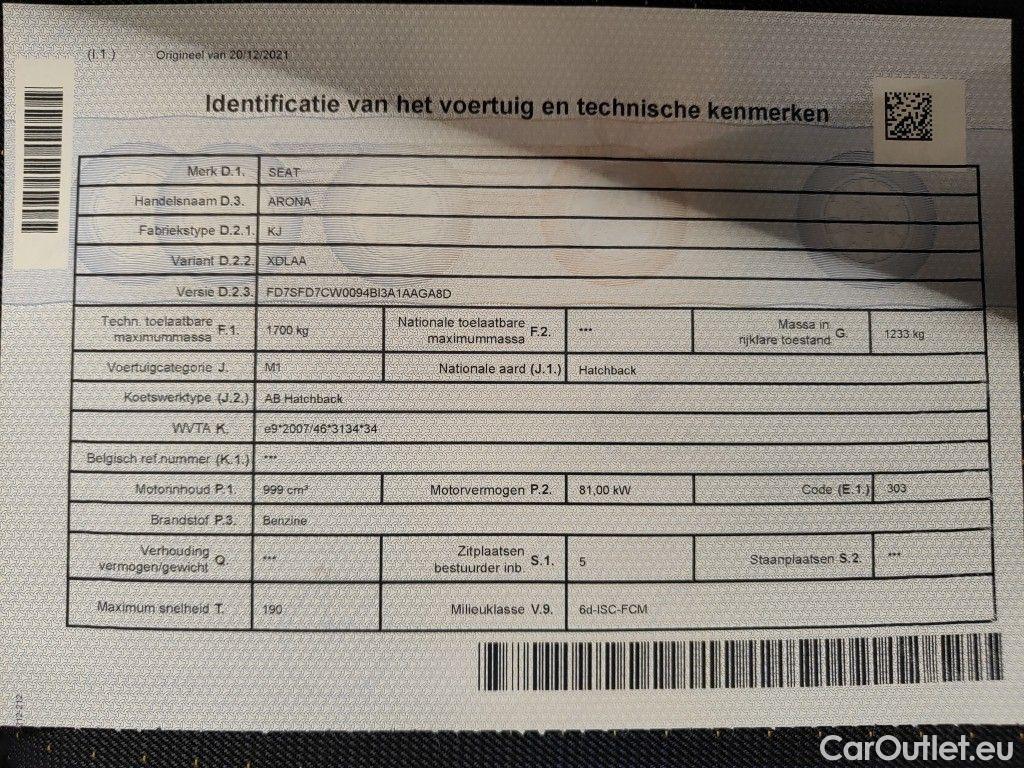 (I.1.) Origineel van 20/12/2021
Identificatie van het voertuig en technische kenmerken
Merk D.1. SEAT
Handelsnaam D.3. ARONA
Fabriekstype D.2.1. KJ
Variant D.2.2. XDLAA
Versie D.2.3. FD7SFD7CW0094BI3A1AAGA8D
Techn. toelaatbare maximummassa F.1. 1700 kg Nationale toelaatbare maximummassa F.2. *** Massa in rijklare toestand G. 1233 kg
Voertuigcategorie J. M1 Nationale aard (J.1.) Hatchback
Koetswerktype (J.2.) AB Hatchback
WVTA K. e9*2007/46*3134*34
Belgisch ref.nummer (K.1.) ***
Motorinhoud P.1. 999 cm³ Motorvermogen P.2. 81,00 kW Code (E.1.) 303
Brandstof P.3. Benzine
Verhouding vermogen/gewicht Q. *** Zitplaatsen bestuurder inb. S.1. 5 Staanplaatsen S.2. ***
Maximum snelheid T. 190 Milieuklasse V.9. 6d-ISC-FCM
CarOutlet.eu